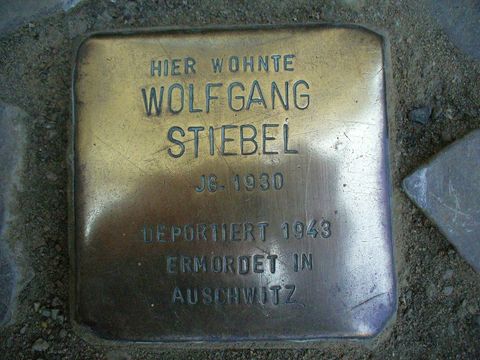 HIER WOHNTE
WOLFGANG
STIEBEL
JG. 1930
DEPORTIERT 1943
ERMORDET IN
AUSCHWITZ